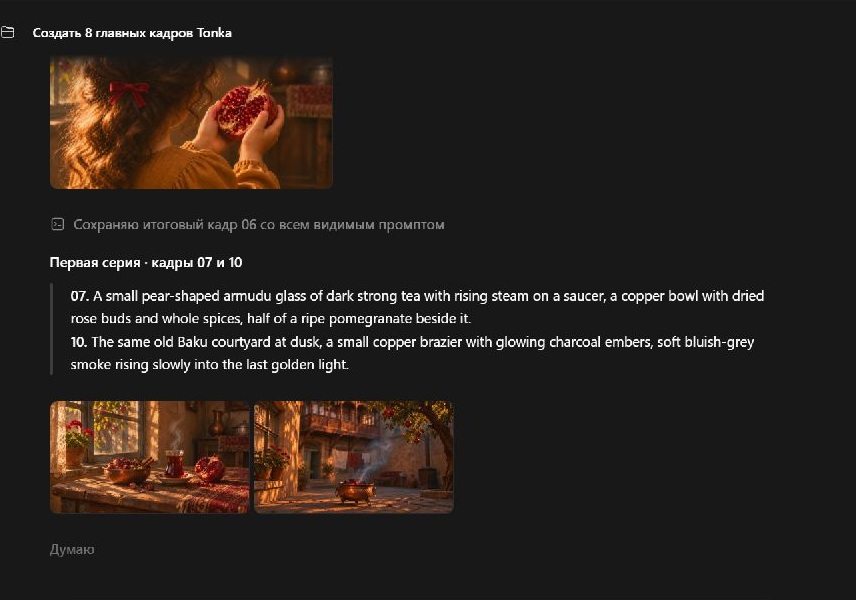 Создать 8 главных кадров Tonka
Сохраняю итоговый кадр 06 со всем видимым промптом
Первая серия · кадры 07 и 10
07. A small pear-shaped armudu glass of dark strong tea with rising steam on a saucer, a copper bowl with dried
rose buds and whole spices, half of a ripe pomegranate beside it.
10. The same old Baku courtyard at dusk, a small copper brazier with glowing charcoal embers, soft bluish-grey
smoke rising slowly into the last golden light.
Думаю